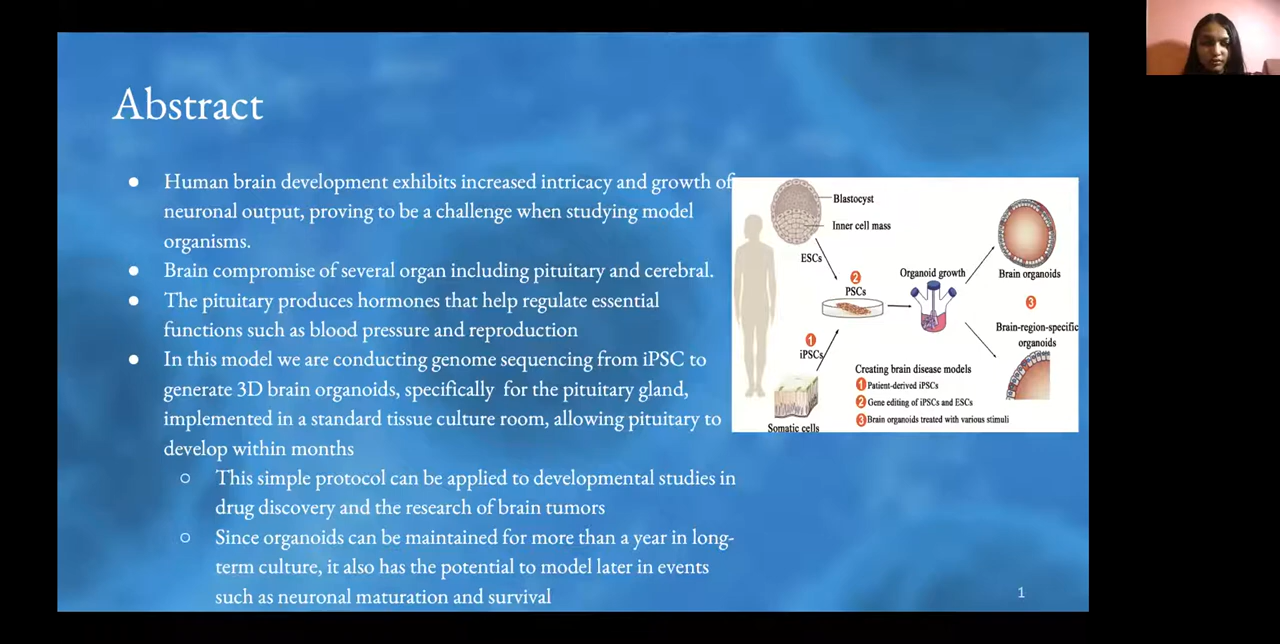 Abstract
Human brain development exhibits increased intricacy and growth of
neuronal output, proving to be a challenge when studying model
organisms.
Brain compromise of several organ including pituitary and cerebral.
The pituitary produces hormones that help regulate essential
functions such as blood pressure and reproduction
In this model we are conducting genome sequencing from iPSC to
generate 3D brain organoids, specifically for the pituitary gland,
implemented in a standard tissue culture room, allowing pituitary to
develop within months
This simple protocol can be applied to developmental studies in
drug discovery and the research of brain tumors
Since organoids can be maintained for more than a year in long-
term culture, it also has the potential to model later in events
such as neuronal maturation and survival
Blastocyst
Inner cell mass
ESCs
2
PSCs
Organoid growth
Brain organoids
3
Brain-region-specific
organoids
1
iPSCs
Somatic cells
Creating brain disease models
1 Patient-derived iPSCs
2 Gene editing of iPSCs and ESCs
3 Brain organoids treated with various stimuli
1